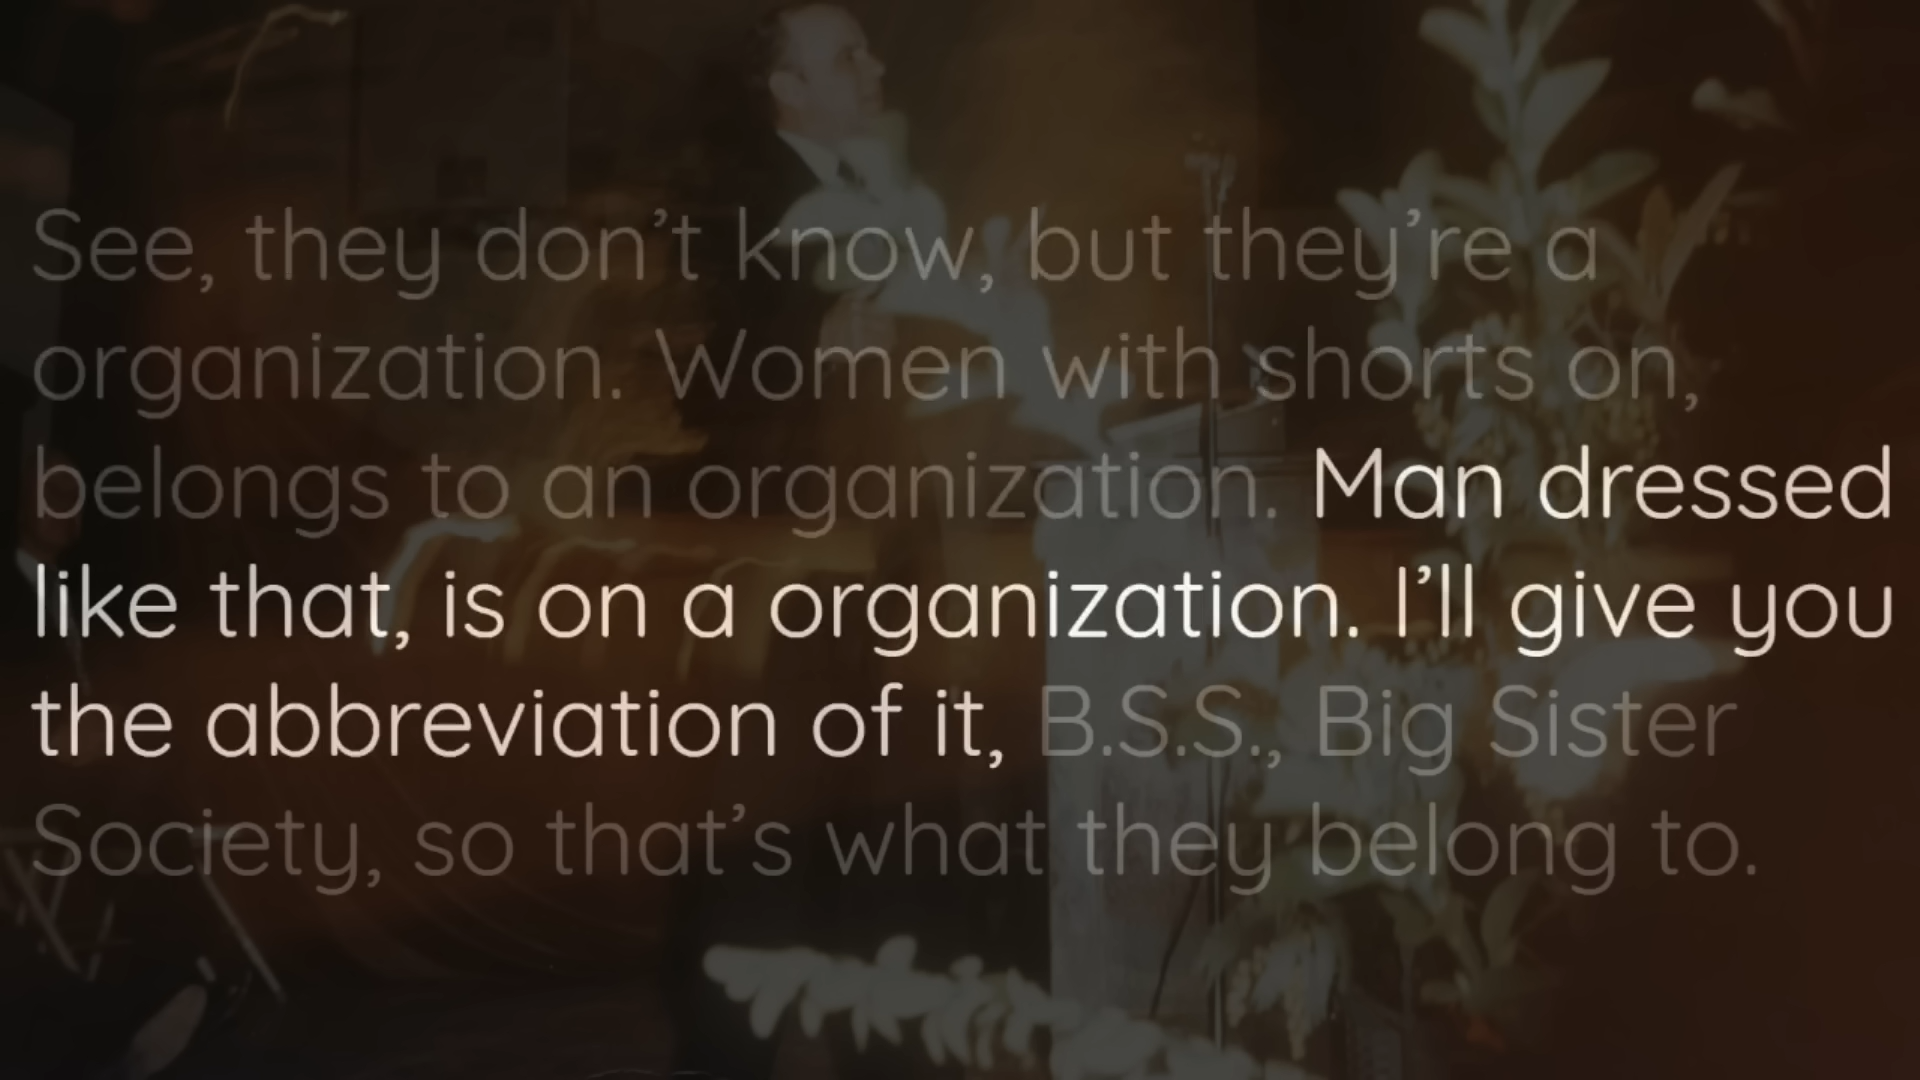 See, they don’t know, but they’re a
organization. Women with shorts on,
belongs to an organization. Man dressed
like that, is on a organization. I’ll give you
the abbreviation of it, B.S.S., Big Sister
Society, so that’s what they belong to.